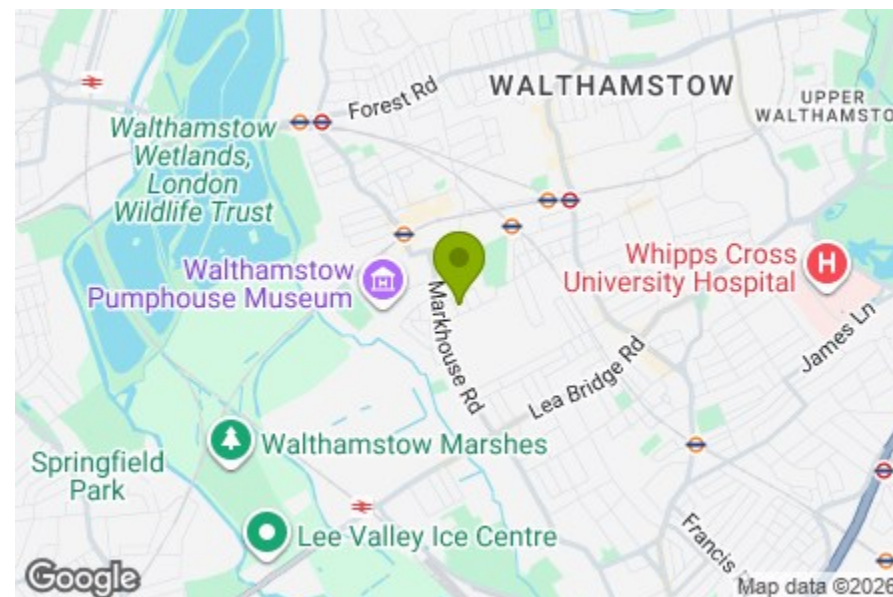 Forest Rd
WALTHAMSTOW
UPPER
WALTHAMSTO
Walthamstow
Wetlands,
London
Wildlife Trust
Walthamstow
Pumphouse Museum
Whipps Cross
University Hospital
H
Markhouse Rd
James Ln
Lea Bridge Rd
Walthamstow Marshes
Springfield
Park
Lee Valley Ice Centre
Francis
Google
Map data ©2026